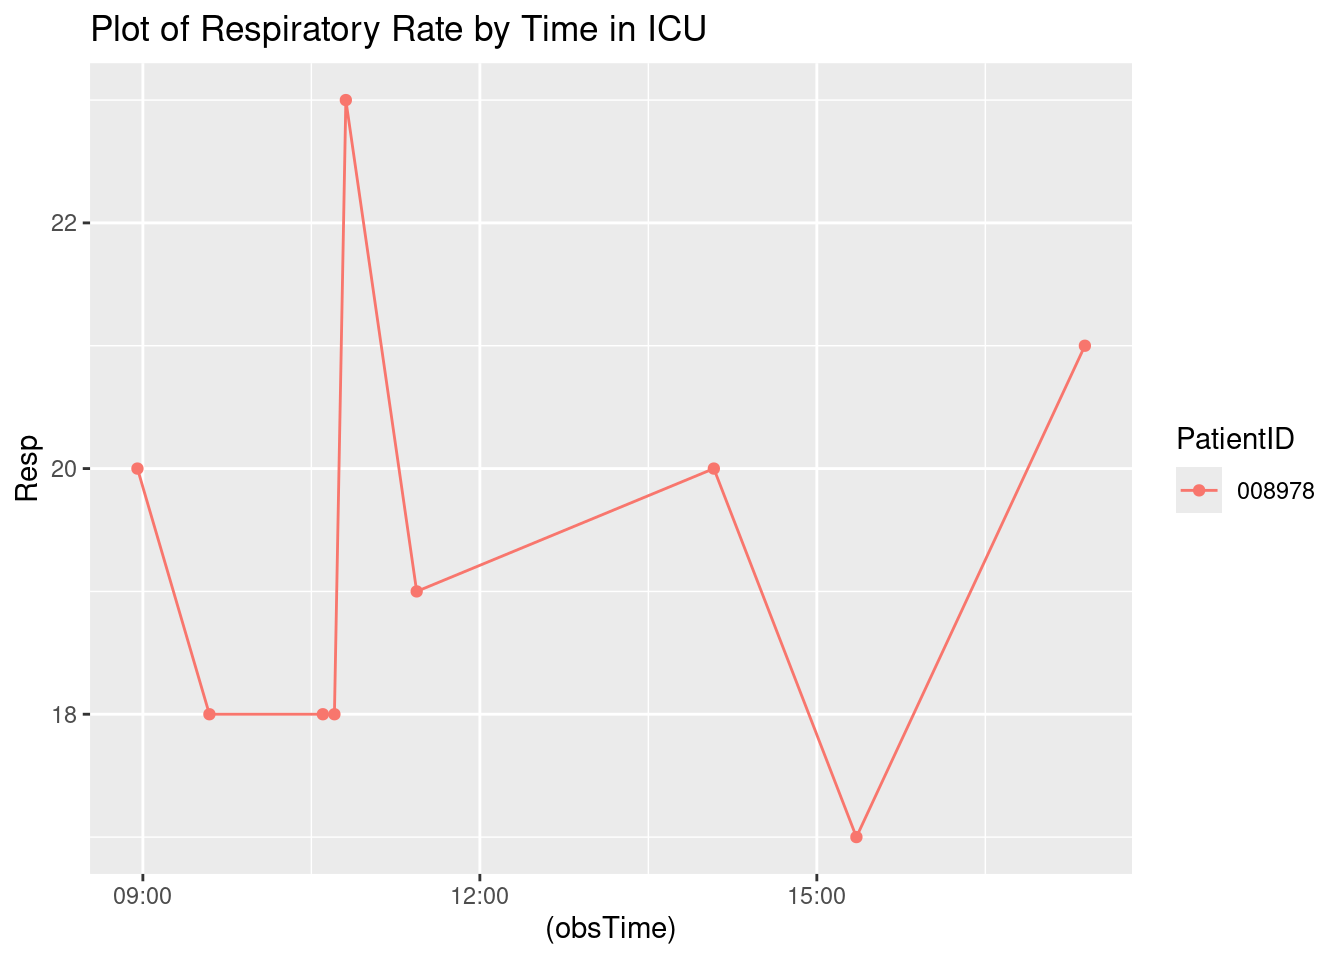 Plot of Respiratory Rate by Time in ICU
22
20
18
Resp
09:00 12:00 15:00
(obsTime)
PatientID
008978